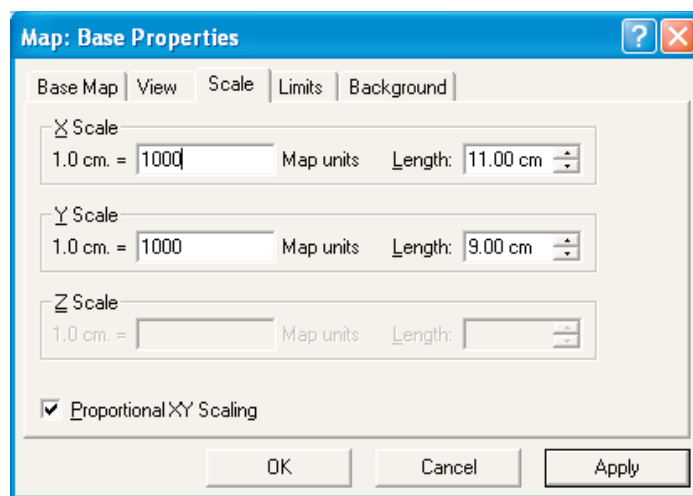 Map: Base Properties
Base Map View Scale Limits Background
X Scale
1.0 cm. = 1000 Map units Length: 11.00 cm
Y Scale
1.0 cm. = 1000 Map units Length: 9.00 cm
Z Scale
1.0 cm. = Map units Length:
Proportional XY Scaling
OK Cancel Apply